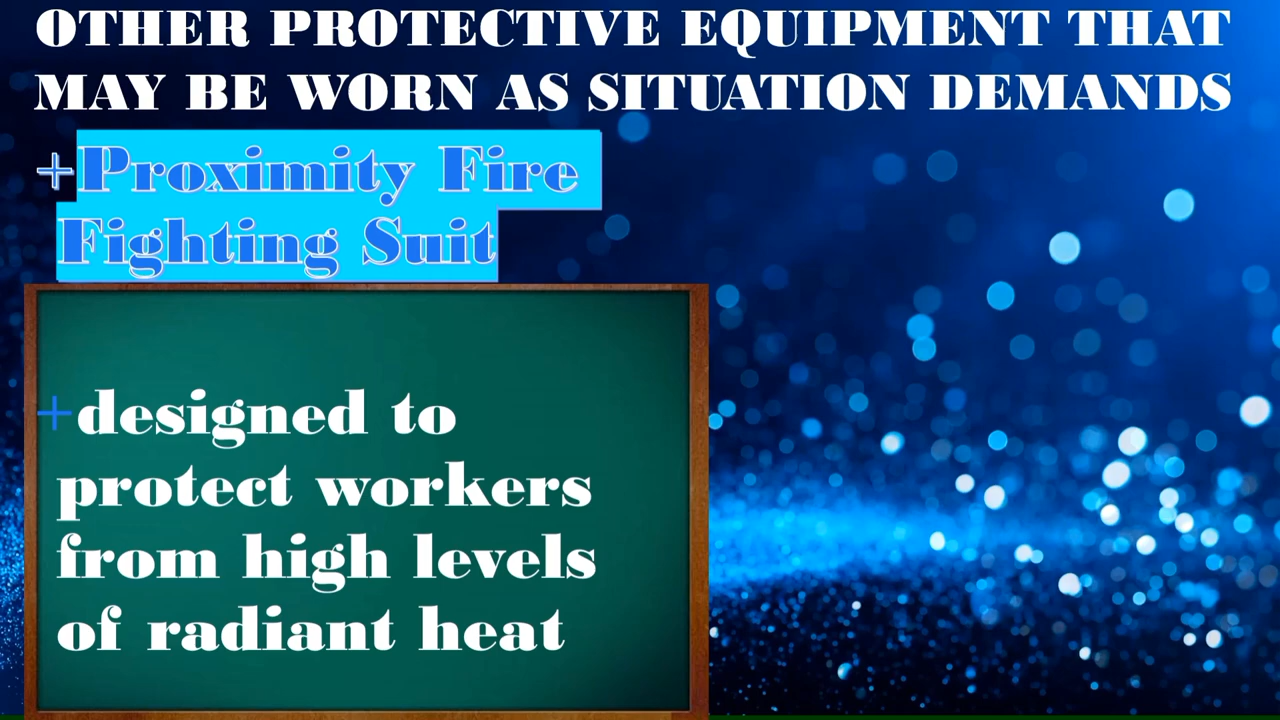 OTHER PROTECTIVE EQUIPMENT THAT
MAY BE WORN AS SITUATION DEMANDS
+Proximity Fire
Fighting Suit
+designed to
protect workers
from high levels
of radiant heat